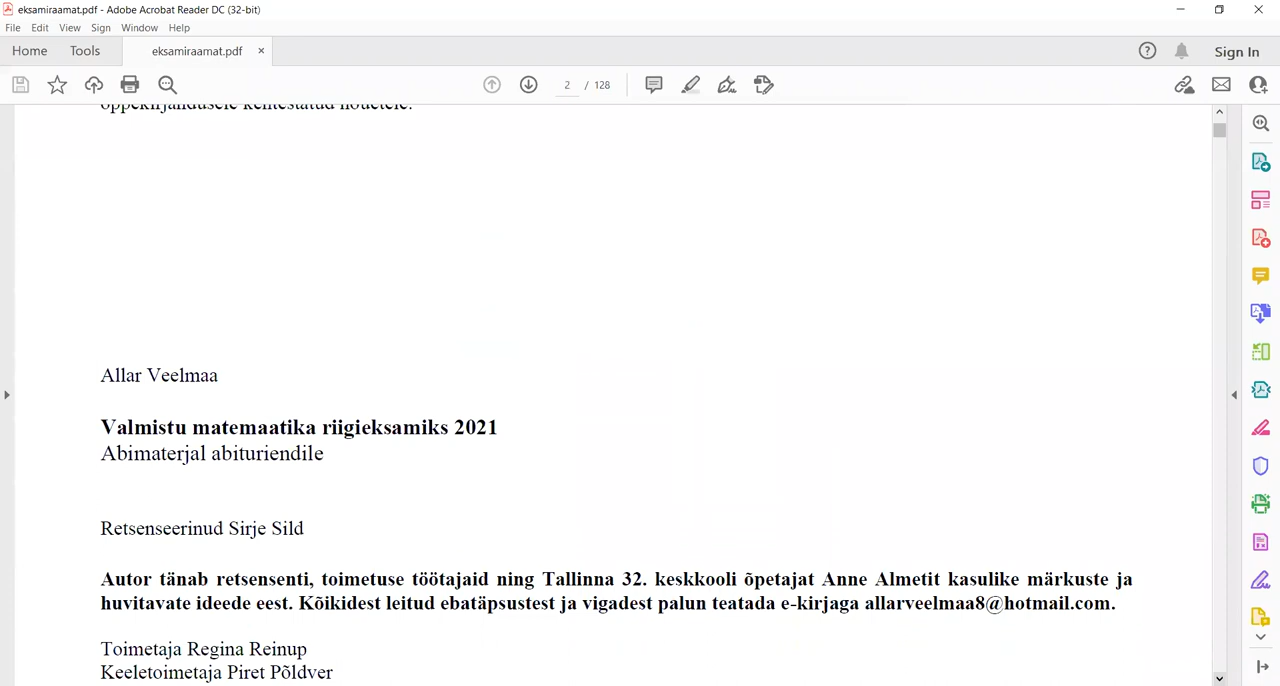 eksamiraamat.pdf - Adobe Acrobat Reader DC (32-bit)
File Edit View Sign Window Help
Home Tools eksamiraamat.pdf × Sign In
2 / 128
õppekirjandusele kehtestatud nõuetele.
Allar Veelmaa
Valmistu matemaatika riigieksamiks 2021
Abimaterjal abituriendile
Retsenseerinud Sirje Sild
Autor tänab retsensenti, toimetuse töötajaid ning Tallinna 32. keskkooli õpetajat Anne Almetit kasulike märkuste ja
huvitavate ideede eest. Kõikidest leitud ebatäpsustest ja vigadest palun teatada e-kirjaga allarveelmaa8@hotmail.com.
Toimetaja Regina Reinup
Keeletoimetaja Piret Põldver